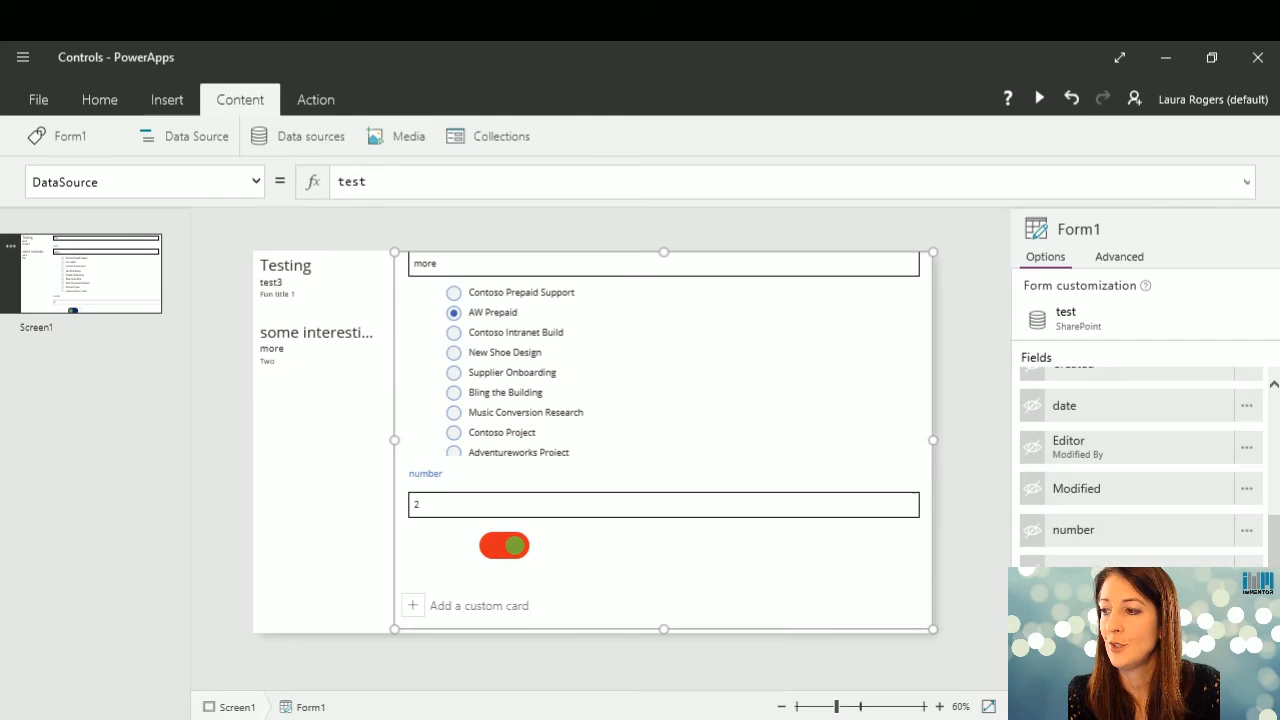 Controls - PowerApps
File Home Insert Content Action
? Laura Rogers (default)
Form1 Data Source Data sources Media Collections
DataSource = fx test
Screen1
Testing
test3
Fun title 1
some interesti...
more
Two
more
Contoso Prepaid Support
AW Prepaid
Contoso Intranet Build
New Shoe Design
Supplier Onboarding
Bling the Building
Music Conversion Research
Contoso Project
Adventureworks Project
number
2
+ Add a custom card
Form1
Options Advanced
Form customization ?
test
SharePoint
Fields
Created
date ...
Editor ...
Modified By
Modified ...
number ...
Screen1 Form1 − + 60%